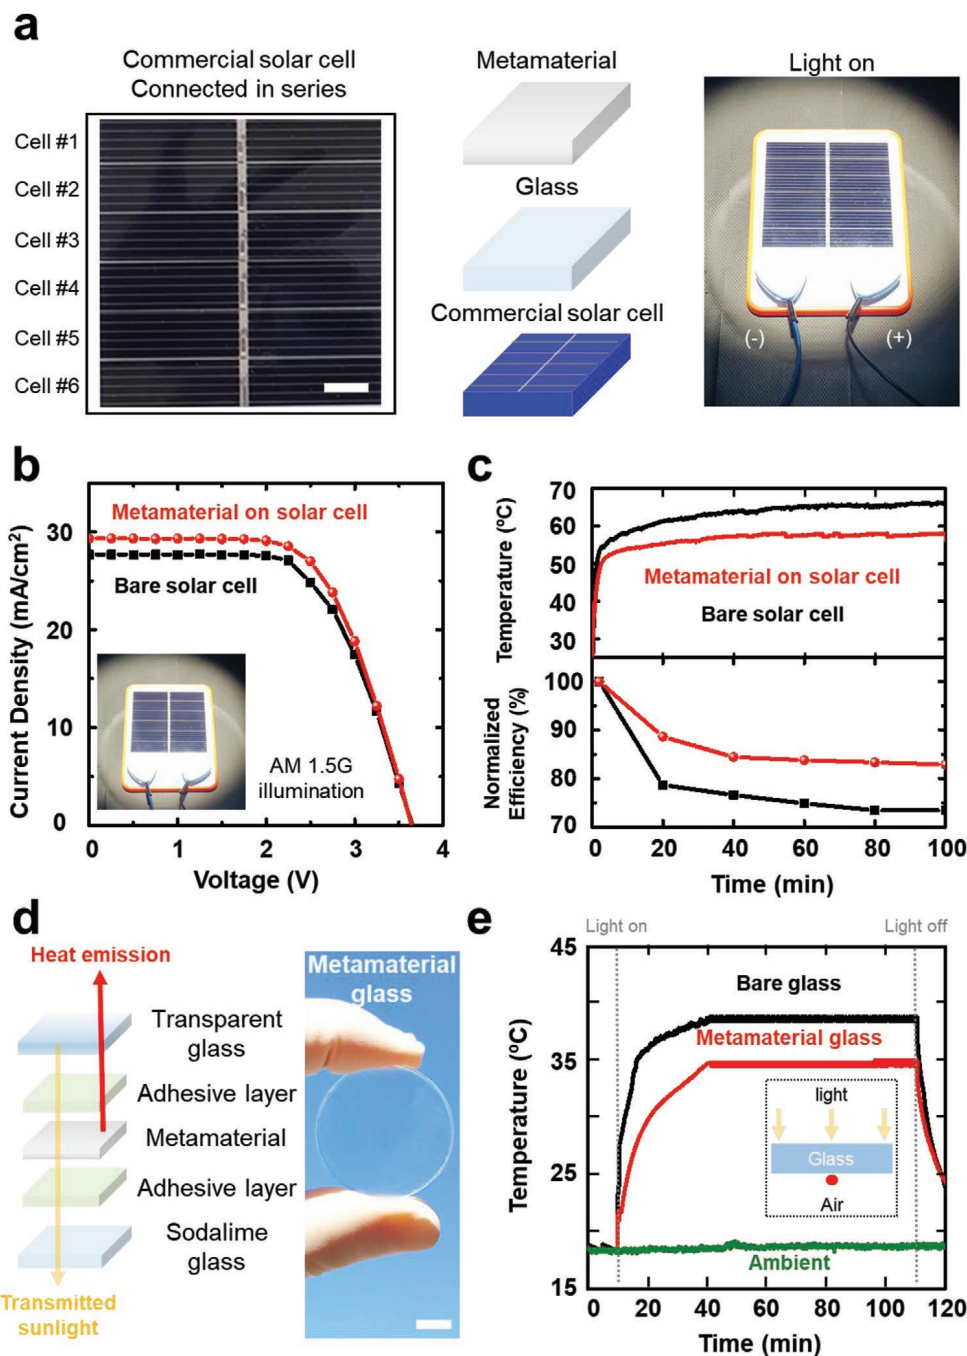 a
Commercial solar cell
Connected in series
Cell #1
Cell #2
Cell #3
Cell #4
Cell #5
Cell #6
Metamaterial
Glass
Commercial solar cell
Light on
(-)
(+)
b
Current Density (mA/cm2)
30
20
10
0
Metamaterial on solar cell
Bare solar cell
AM 1.5G
illumination
0
1
2
3
4
Voltage (V)
c
Temperature (ºC)
70
60
50
40
30
Metamaterial on solar cell
Bare solar cell
Normalized
Efficiency (%)
100
90
80
70
0
20
40
60
80
100
Time (min)
d
Heat emission
Transparent
glass
Adhesive layer
Metamaterial
Adhesive layer
Sodalime
glass
Transmitted
sunlight
Metamaterial
glass
e
Light on
Light off
Temperature (ºC)
45
35
25
15
Bare glass
Metamaterial glass
light
Glass
Air
Ambient
0
20
40
60
80
100
120
Time (min)